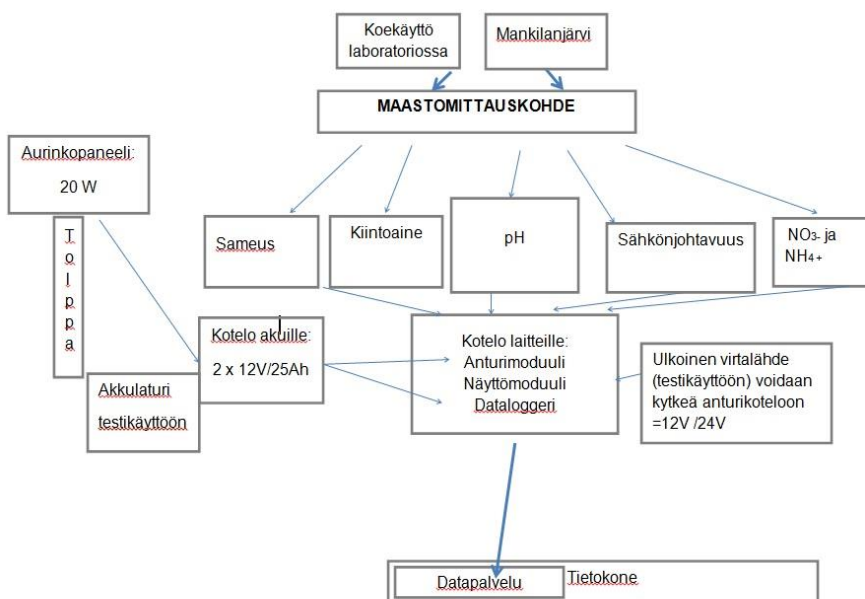 Koekäyttö
laboratoriossa
Mankilanjärvi
MAASTOMITTAUSKOHDE
Aurinkopaneeli:
20 W
Tolppa
Sameus
Kiintoaine
pH
Sähkönjohtavuus
NO3- ja
NH4+
Kotelo akuille:
2 x 12V/25Ah
Akkulaturi
testikäyttöön
Kotelo laitteille:
Anturimoduuli
Näyttömoduuli
Dataloggeri
Ulkoinen virtalähde
(testikäyttöön) voidaan
kytkeä anturikoteloon
=12V /24V
Datapalvelu
Tietokone